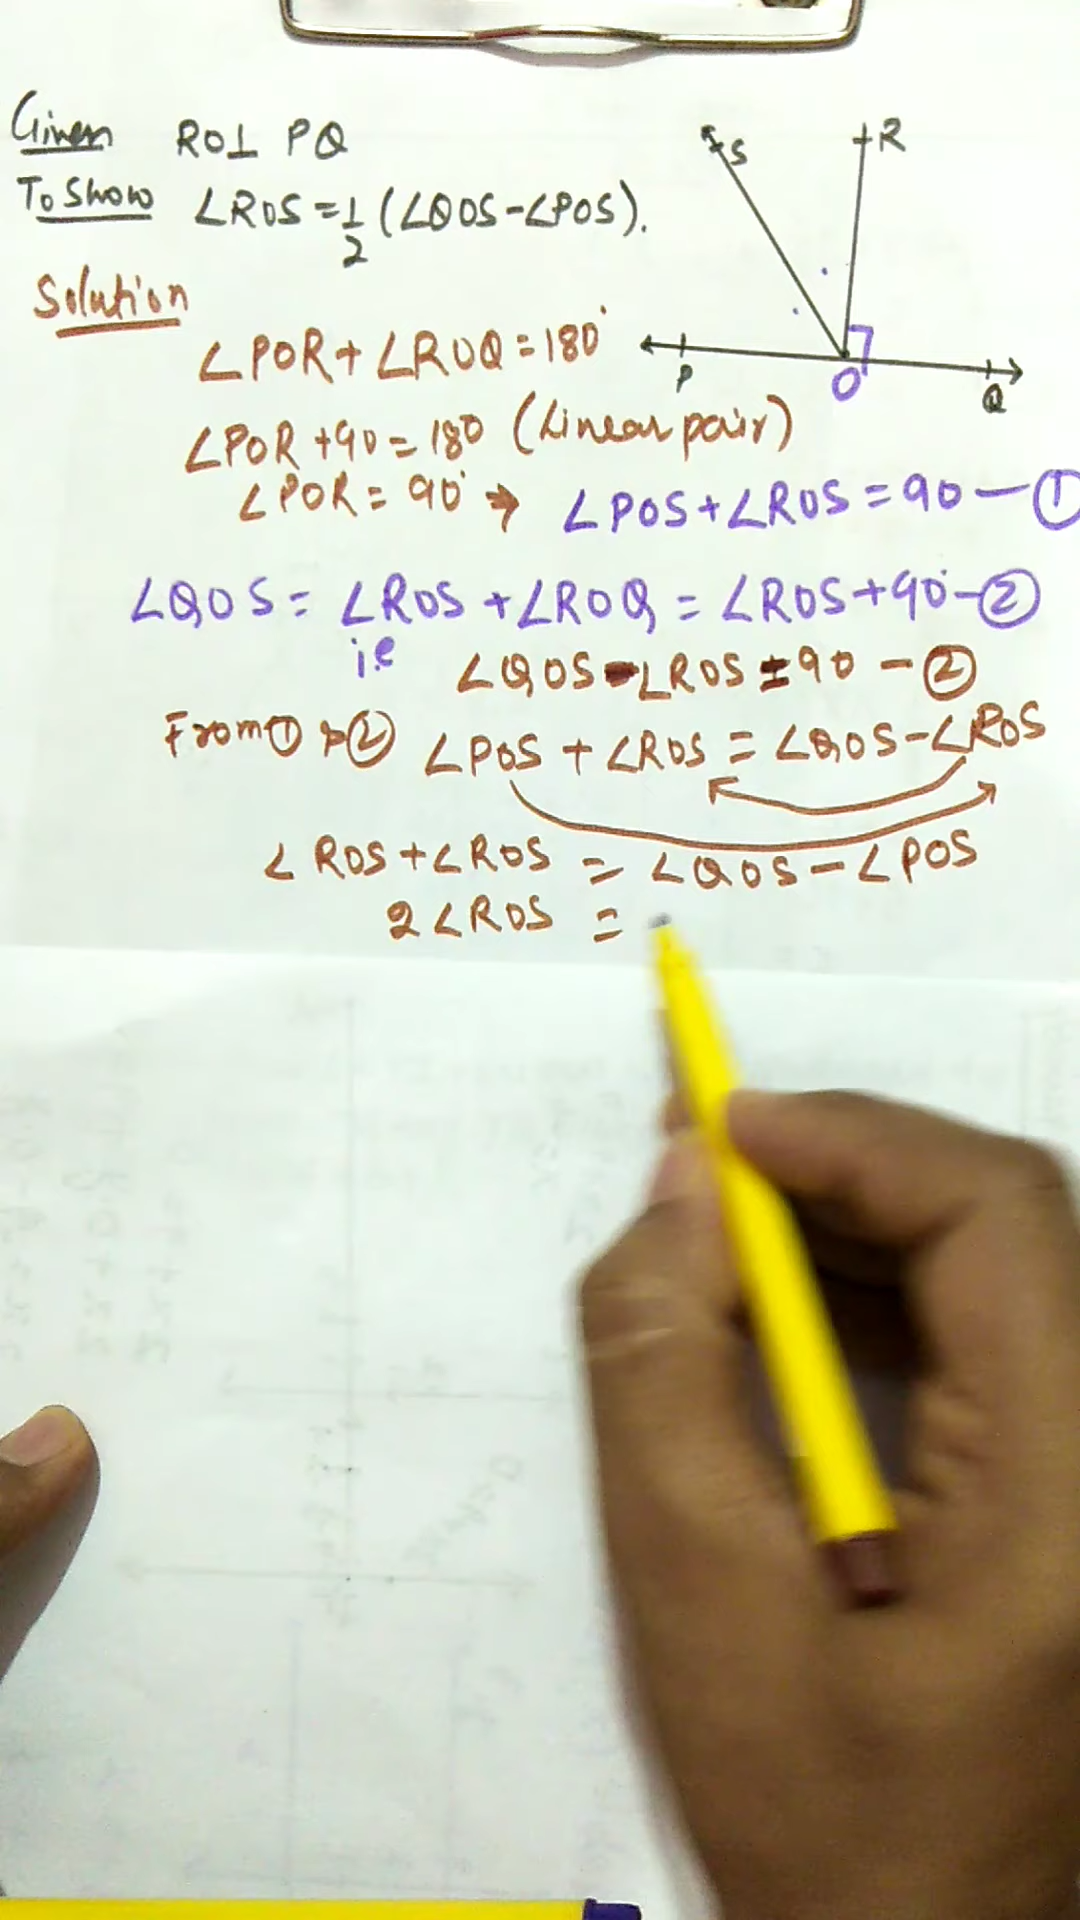 Given RO⊥ PQ
To Show ∠ROS = 1/2 (∠QOS-∠POS).
Solution
∠POR + ∠ROQ = 180°
∠POR + 90 = 180 (Linear pair)
∠POR = 90° → ∠POS + ∠ROS = 90 - ①
∠QOS = ∠ROS + ∠ROQ = ∠ROS + 90° - ②
i.e ∠QOS - ∠ROS = 90 - ②
From ① & ② ∠POS + ∠ROS = ∠QOS - ∠ROS
∠ROS + ∠ROS = ∠QOS - ∠POS
2∠ROS =
S
R
P
O
Q